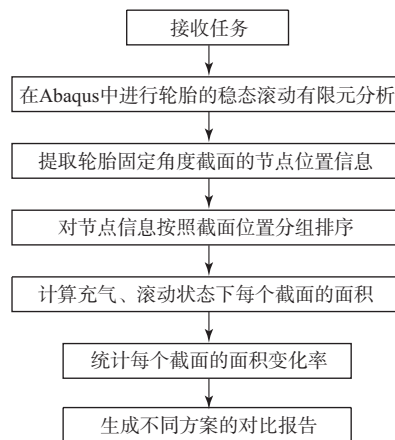 接收任务
在Abaqus中进行轮胎的稳态滚动有限元分析
提取轮胎固定角度截面的节点位置信息
对节点信息按照截面位置分组排序
计算充气、滚动状态下每个截面的面积
统计每个截面的面积变化率
生成不同方案的对比报告